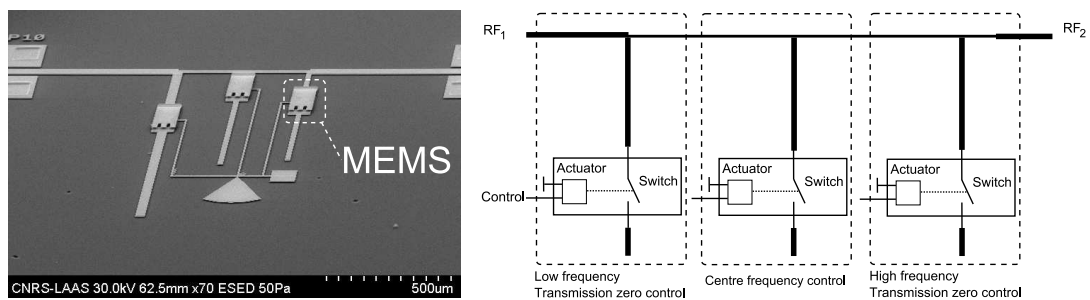 P10
MEMS
CNRS-LAAS 30.0kV 62.5mm x70 ESED 50Pa
500um
RF1
RF2
Actuator
Switch
Actuator
Switch
Actuator
Switch
Control
Low frequency
Transmission zero control
Centre frequency control
High frequency
Transmission zero control